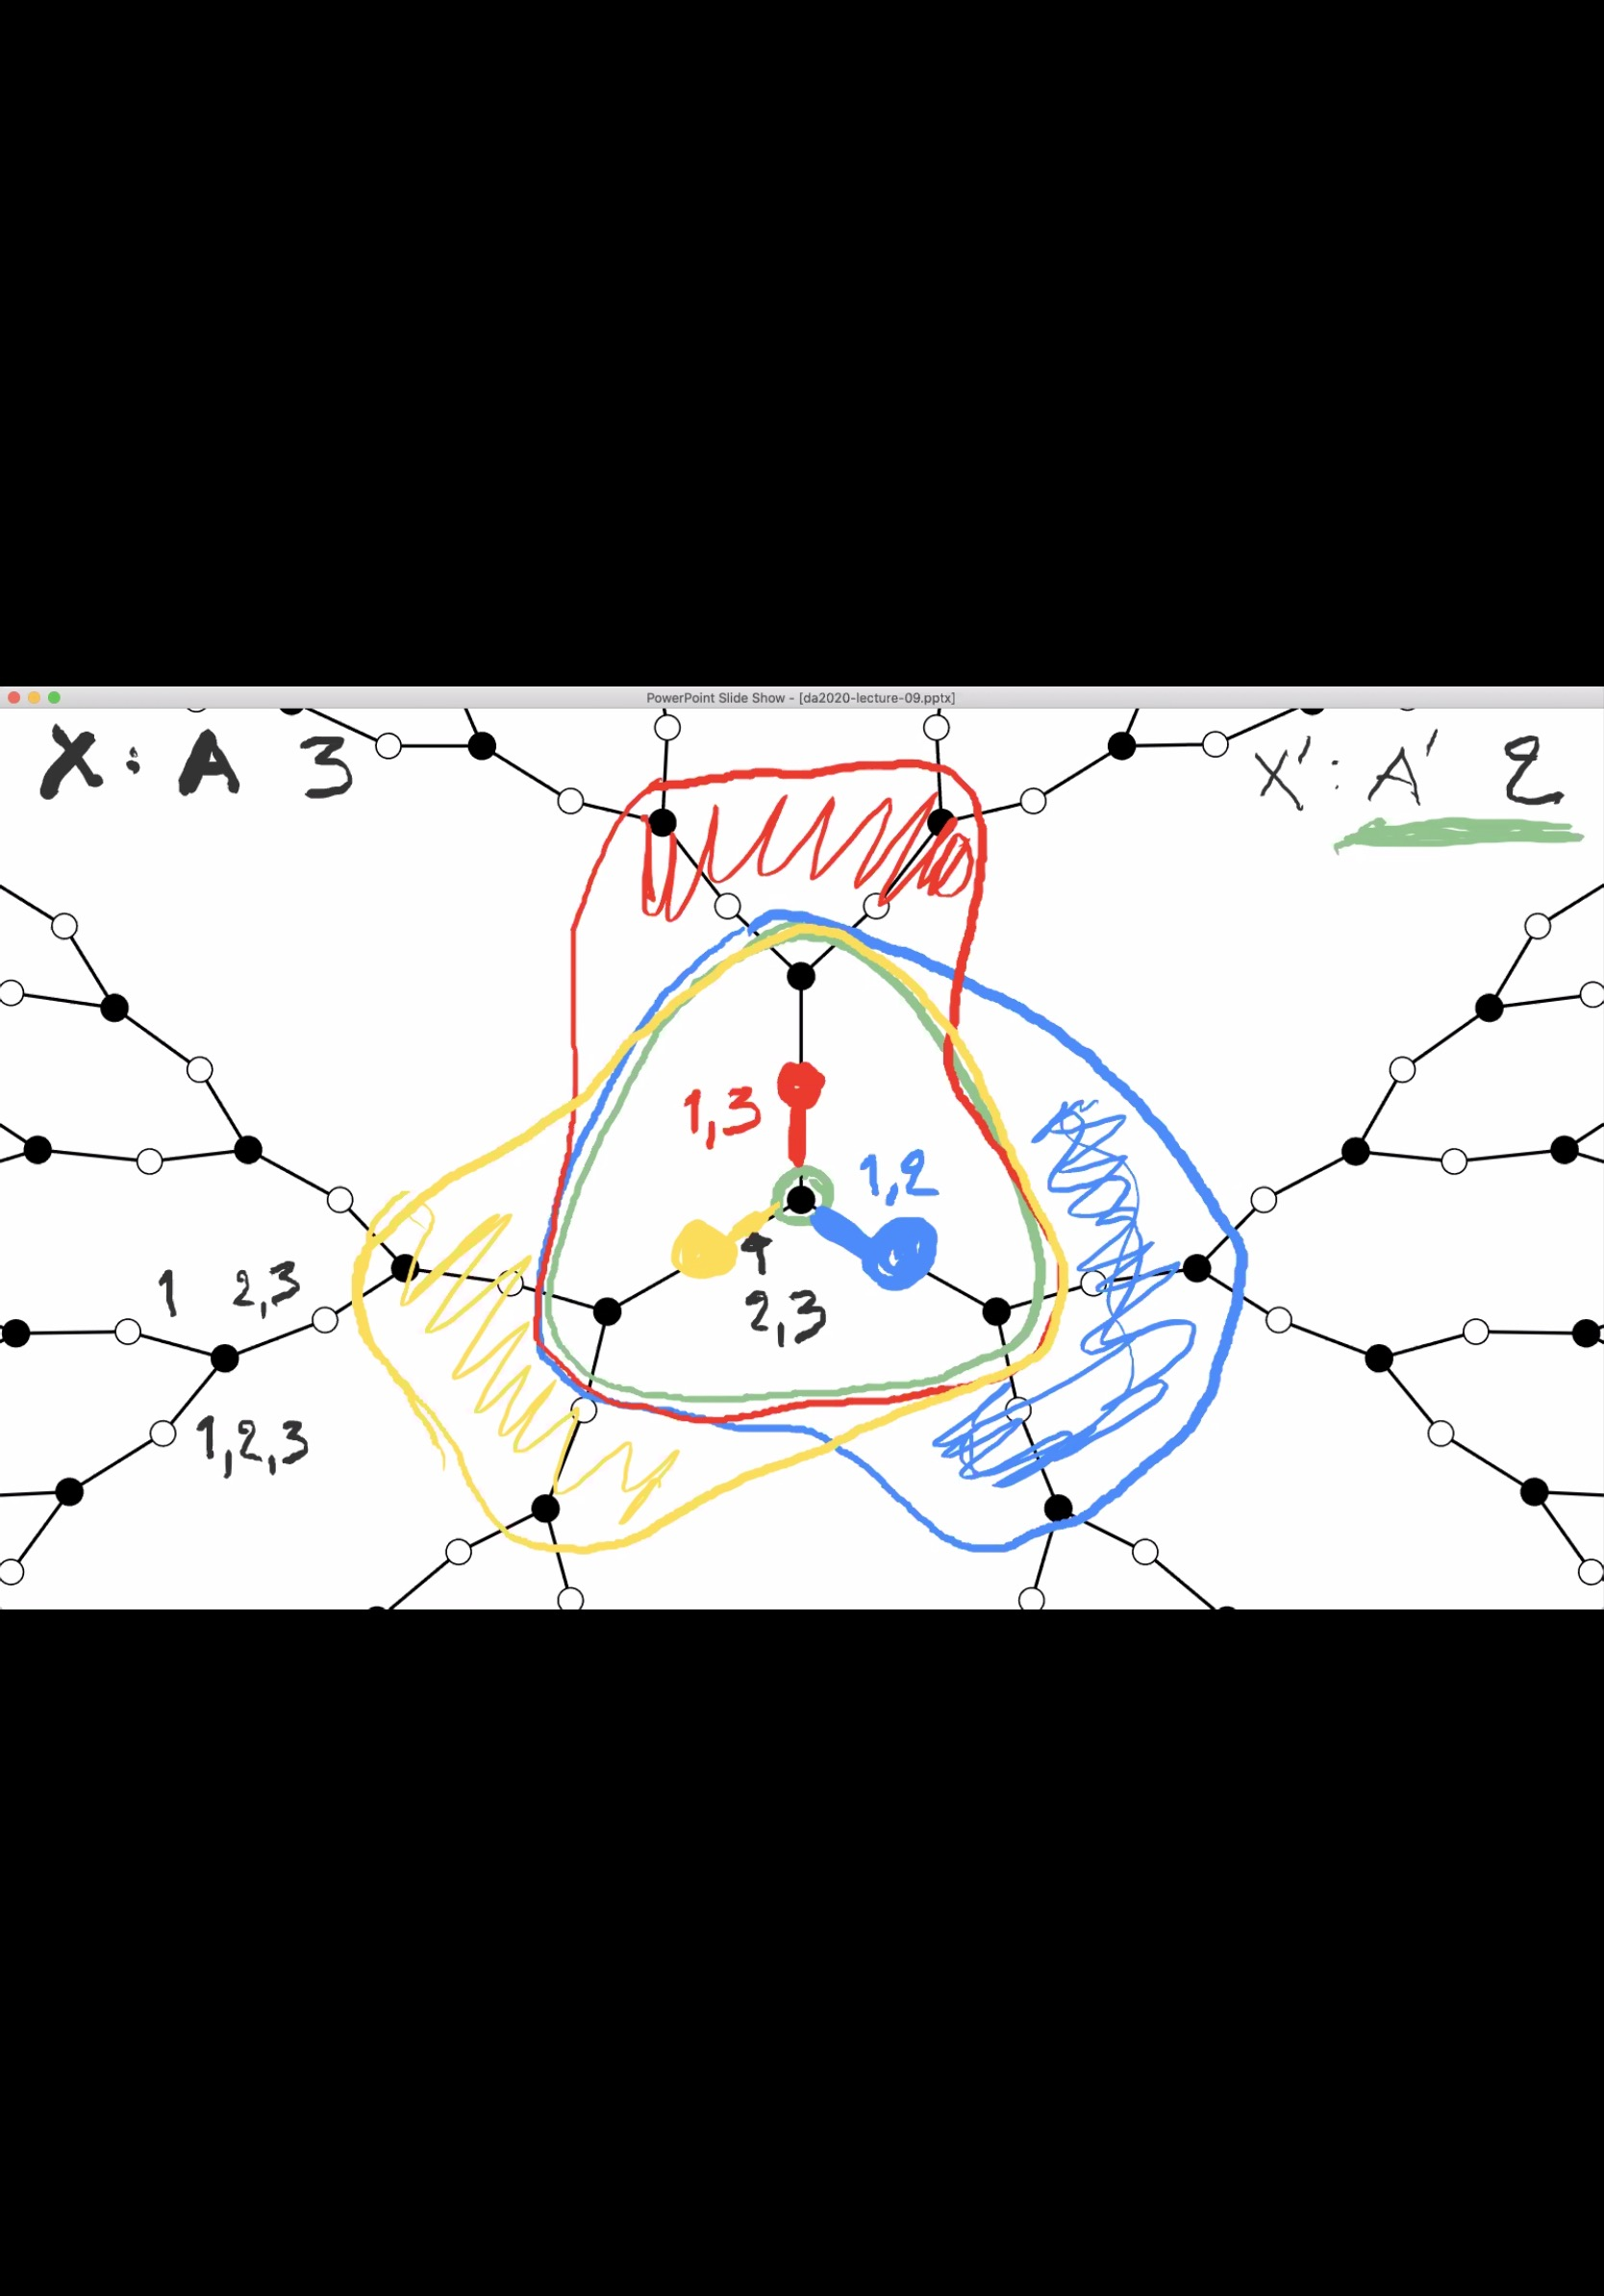 PowerPoint Slide Show - [da2020-lecture-09.pptx]
X: A 3
X': A' 2
1,3
1,2
2,3
1 2,3
1,2,3